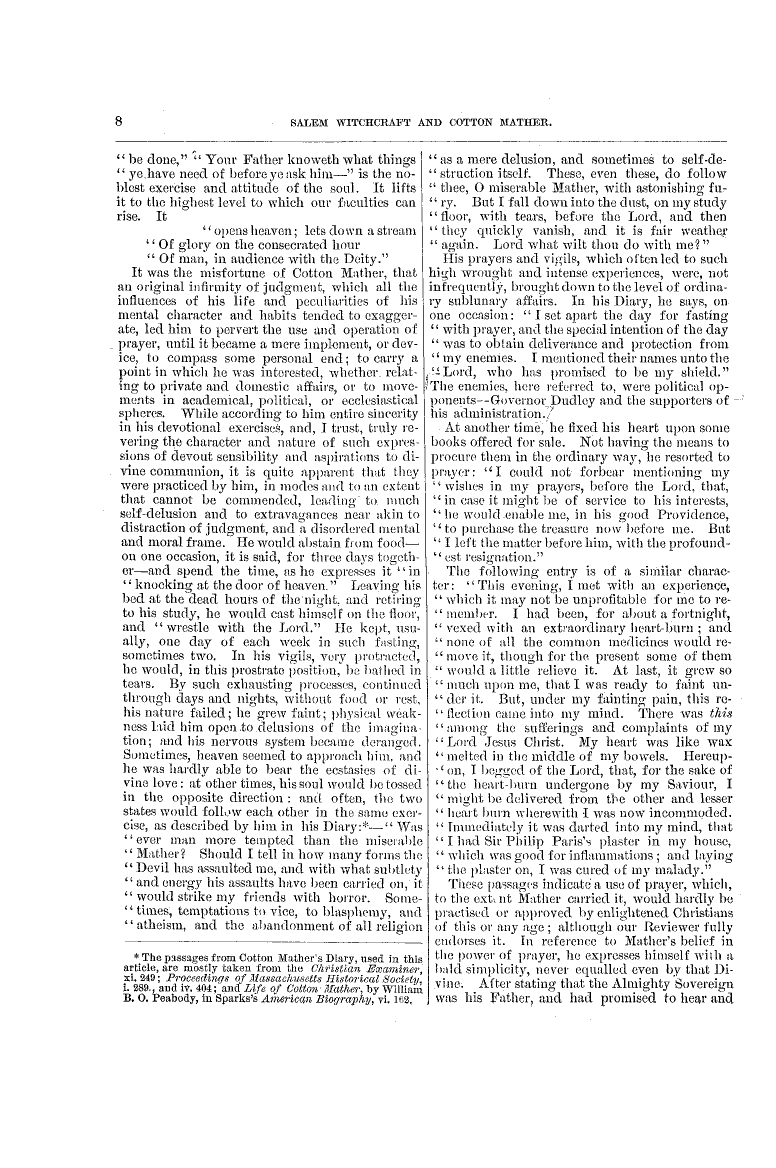 8
SALEM WITCHCRAFT AND COTTON MATHER.
“ be done,” “ Your Father knoweth what things
“ ye have need of before ye ask him—” is the no-
blest exercise and attitude of the soul. It lifts
it to the highest level to which our faculties can
rise. It
“ opens heaven ; lets down a stream
“ Of glory on the consecrated hour
“ Of man, in audience with the Deity.”
It was the misfortune of Cotton Mather, that
an original infirmity of judgment, which all the
influences of his life and peculiarities of his
mental character and habits tended to exagger-
ate, led him to pervert the use and operation of
prayer, until it became a mere implement, or dev-
ice, to compass some personal end ; to carry a
point in which he was interested, whether relat-
ing to private and domestic affairs, or to move-
ments in academical, political, or ecclesiastical
spheres. While according to him entire sincerity
in his devotional exercises, and, I trust, truly re-
vering the character and nature of such expres-
sions of devout sensibility and aspirations to di-
vine communion, it is quite apparent that they
were practiced by him, in modes and to an extent
that cannot be commended, leading to much
self-delusion and to extravagances near akin to
distraction of judgment, and a disordered mental
and moral frame. He would abstain from food—
on one occasion, it is said, for three days togeth-
er—and spend the time, as he expresses it “ in
“ knocking at the door of heaven.” Leaving his
bed at the dead hours of the night, and retiring
to his study, he would cast himself on the floor,
and “ wrestle with the Lord.” He kept, usu-
ally, one day of each week in such fasting,
sometimes two. In his vigils, very protracted,
he would, in this prostrate position, be bathed in
tears. By such exhausting processes, continued
through days and nights, without food or rest,
his nature failed ; he grew faint ; physical weak-
ness laid him open to delusions of the imagina-
tion ; and his nervous system became deranged.
Sometimes, heaven seemed to approach him, and
he was hardly able to bear the ecstasies of di-
vine love : at other times, his soul would be tossed
in the opposite direction : and often, the two
states would follow each other in the same exer-
cise, as described by him in his Diary:*—“ Was
“ ever man more tempted than the miserable
“ Mather? Should I tell in how many forms the
“ Devil has assaulted me, and with what subtlety
“ and energy his assaults have been carried on, it
“ would strike my friends with horror. Some-
“ times, temptations to vice, to blasphemy, and
“ atheism, and the abandonment of all religion
* The passages from Cotton Mather's Diary, used in this
article, are mostly taken from the Christian Examiner,
xi. 249 ; Proceedings of Massachusetts Historical Society,
i. 289., and iv. 404 ; and Life of Cotton Mather, by William
B. O. Peabody, in Sparks's American Biography, vi. 162.
“ as a mere delusion, and sometimes to self-de-
“ struction itself. These, even these, do follow
“ thee, O miserable Mather, with astonishing fu-
“ ry. But I fall down into the dust, on my study
“ floor, with tears, before the Lord, and then
“ they quickly vanish, and it is fair weather
“ again. Lord what wilt thou do with me?”
His prayers and vigils, which often led to such
high wrought and intense experiences, were, not
infrequently, brought down to the level of ordina-
ry sublunary affairs. In his Diary, he says, on
one occasion: “ I set apart the day for fasting
“ with prayer, and the special intention of the day
“ was to obtain deliverance and protection from
“ my enemies. I mentioned their names unto the
“ Lord, who has promised to be my shield.”
The enemies, here referred to, were political op-
ponents--Governor Dudley and the supporters of
his administration.
At another time, he fixed his heart upon some
books offered for sale. Not having the means to
procure them in the ordinary way, he resorted to
prayer: “ I could not forbear mentioning my
“ wishes in my prayers, before the Lord, that,
“ in case it might be of service to his interests,
“ he would enable me, in his good Providence,
“ to purchase the treasure now before me. But
“ I left the matter before him, with the profound-
“ est resignation.”
The following entry is of a similar charac-
ter: “ This evening, I met with an experience,
“ which it may not be unprofitable for me to re-
“ member. I had been, for about a fortnight,
“ vexed with an extraordinary heart-burn ; and
“ none of all the common medicines would re-
“ move it, though for the present some of them
“ would a little relieve it. At last, it grew so
“ much upon me, that I was ready to faint un-
“ der it. But, under my fainting pain, this re-
“ flection came into my mind. There was this
“ among the sufferings and complaints of my
“ Lord Jesus Christ. My heart was like wax
“ melted in the middle of my bowels. Hereup-
“ on, I begged of the Lord, that, for the sake of
“ the heart-burn undergone by my Saviour, I
“ might be delivered from the other and lesser
“ heart burn wherewith I was now incommoded.
“ Immediately it was darted into my mind, that
“ I had Sir Philip Paris's plaster in my house,
“ which was good for inflammations ; and laying
“ the plaster on, I was cured of my malady.”
These passages indicate a use of prayer, which,
to the extent Mather carried it, would hardly be
practised or approved by enlightened Christians
of this or any age ; although our Reviewer fully
endorses it. In reference to Mather's belief in
the power of prayer, he expresses himself with a
bald simplicity, never equalled even by that Di-
vine. After stating that the Almighty Sovereign
was his Father, and had promised to hear and